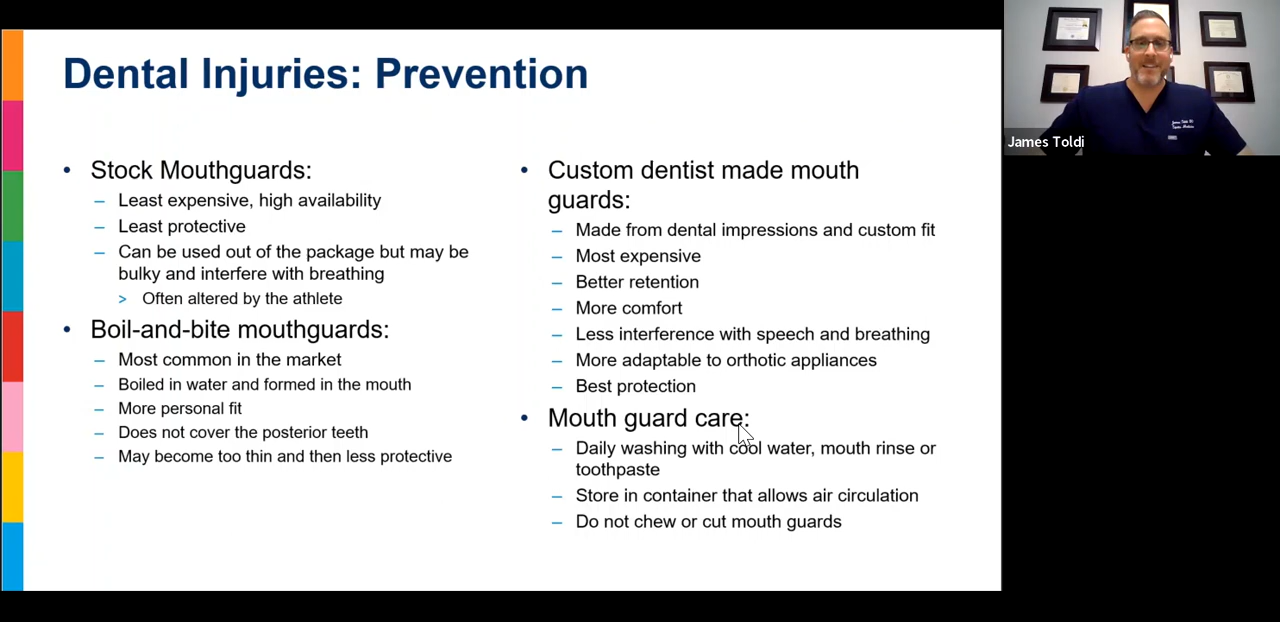 Dental Injuries: Prevention
• Stock Mouthguards:
– Least expensive, high availability
– Least protective
– Can be used out of the package but may be
bulky and interfere with breathing
> Often altered by the athlete
• Boil-and-bite mouthguards:
– Most common in the market
– Boiled in water and formed in the mouth
– More personal fit
– Does not cover the posterior teeth
– May become too thin and then less protective
• Custom dentist made mouth
guards:
– Made from dental impressions and custom fit
– Most expensive
– Better retention
– More comfort
– Less interference with speech and breathing
– More adaptable to orthotic appliances
– Best protection
• Mouth guard care:
– Daily washing with cool water, mouth rinse or
toothpaste
– Store in container that allows air circulation
– Do not chew or cut mouth guards
James Toldi